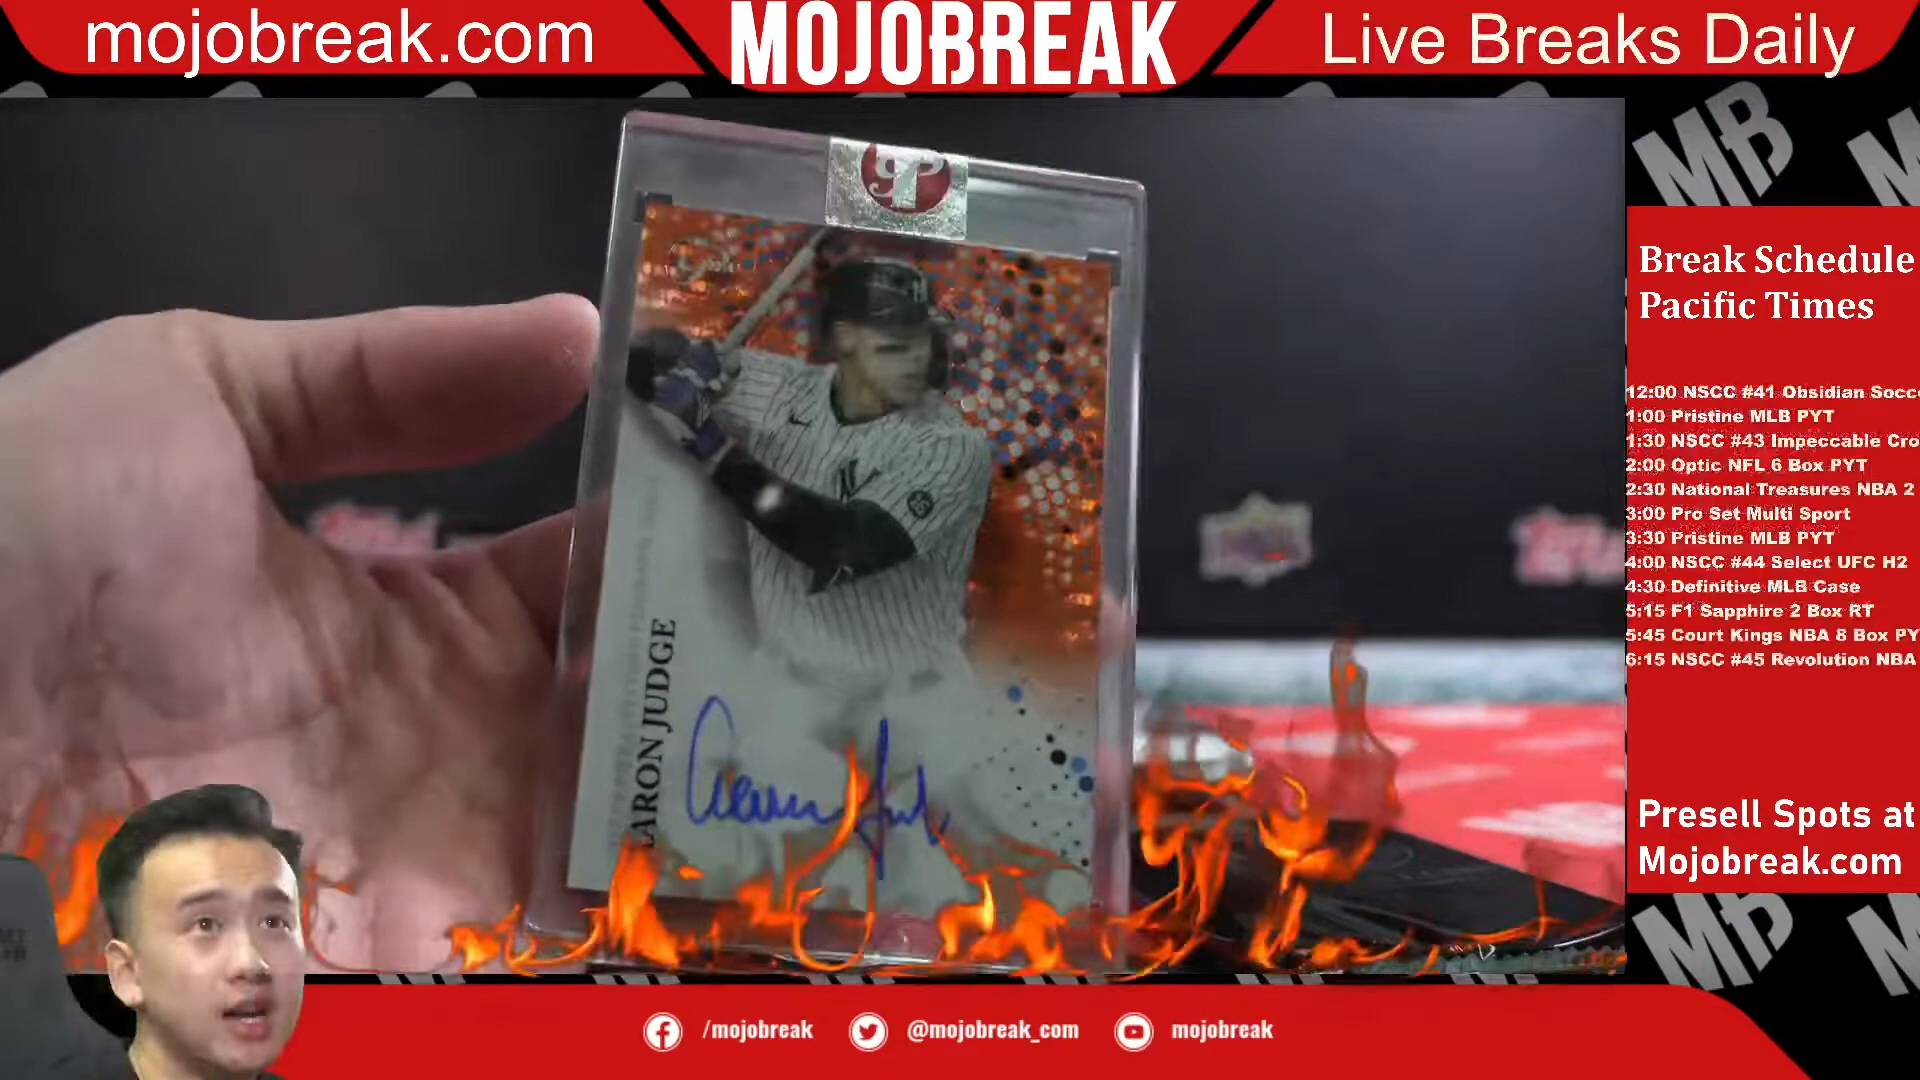 mojobreak.com
MOJOBREAK
Live Breaks Daily
MB
Break Schedule
Pacific Times
12:00 NSCC #41 Obsidian Socce
1:00 Pristine MLB PYT
1:30 NSCC #43 Impeccable Cro
2:00 Optic NFL 6 Box PYT
2:30 National Treasures NBA 2
3:00 Pro Set Multi Sport
3:30 Pristine MLB PYT
4:00 NSCC #44 Select UFC H2
4:30 Definitive MLB Case
5:15 F1 Sapphire 2 Box RT
5:45 Court Kings NBA 8 Box PY
6:15 NSCC #45 Revolution NBA
AARON JUDGE
Presell Spots at
Mojobreak.com
MB
/mojobreak
@mojobreak_com
mojobreak